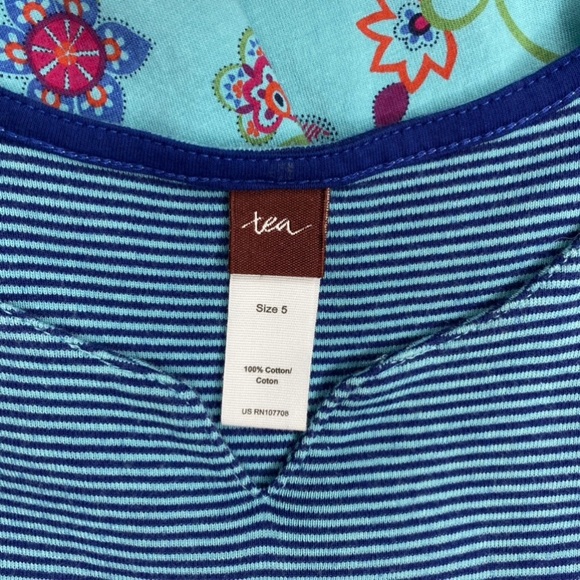 tea
Size 5
100% Cotton/
Coton
US RN107708